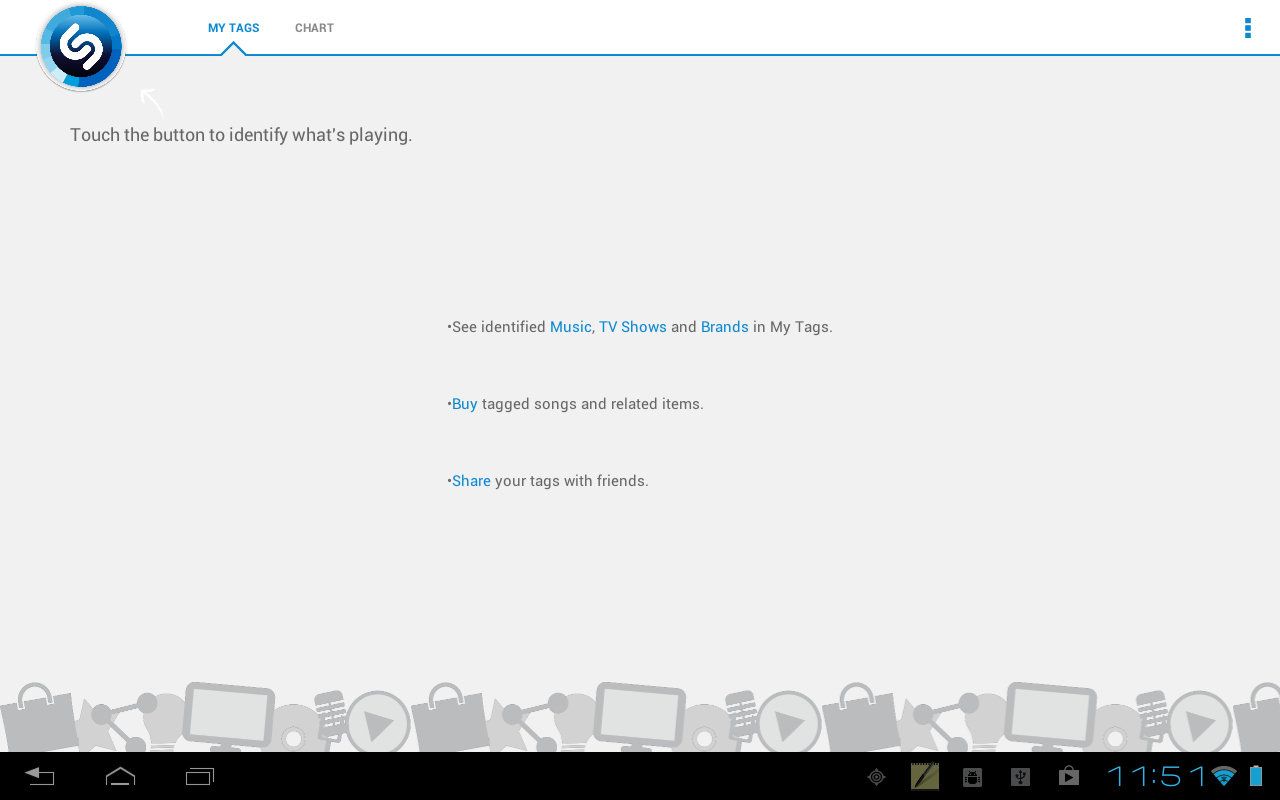 MY TAGS CHART
Touch the button to identify what's playing.
•See identified Music, TV Shows and Brands in My Tags.
•Buy tagged songs and related items.
•Share your tags with friends.
11:51